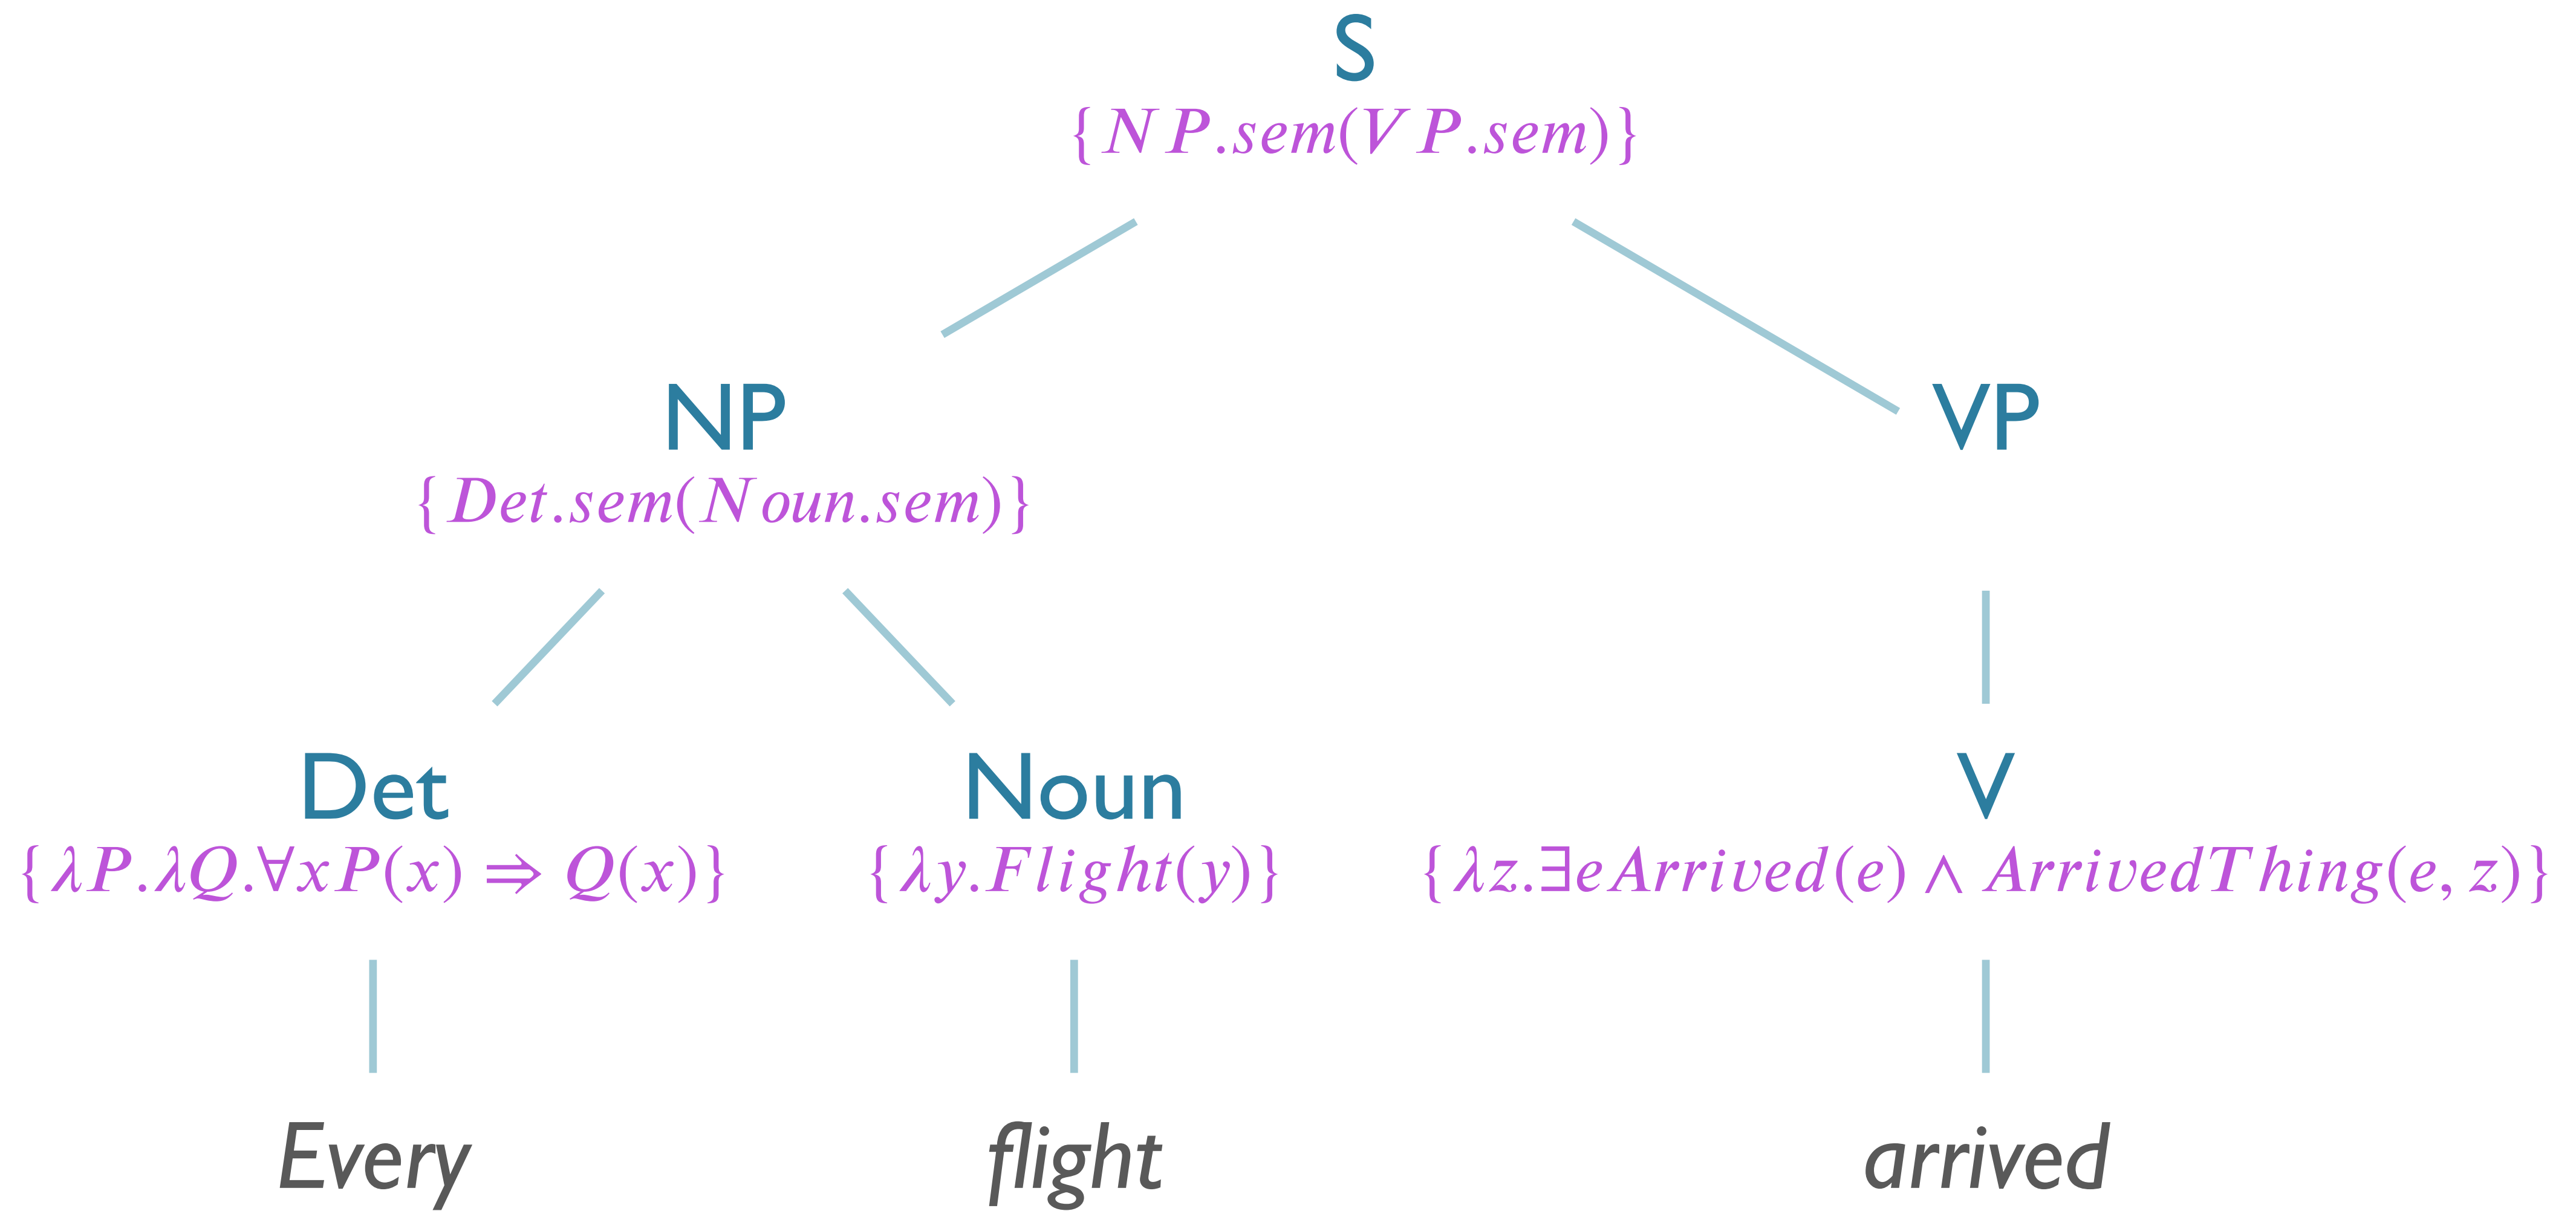 S
{NP.sem(VP.sem)}
NP VP
{Det.sem(Noun.sem)}
Det Noun V
{λP.λQ.∀xP(x) ⇒ Q(x)} {λy.Flight(y)} {λz.∃eArrived(e) ∧ ArrivedThing(e, z)}
Every flight arrived